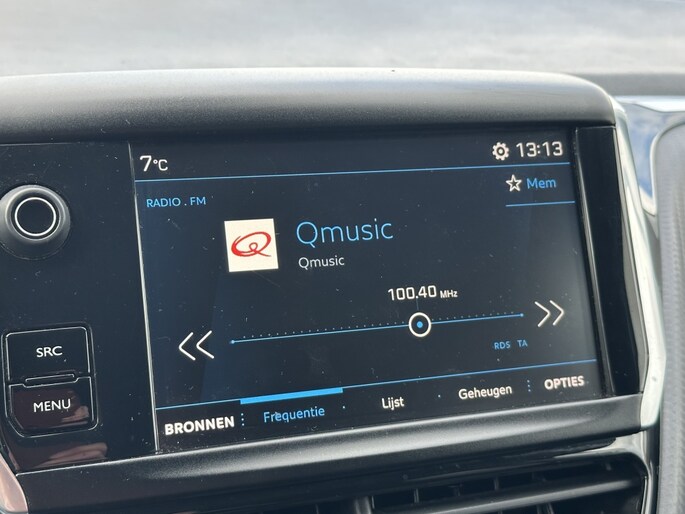 7°C
13:13
RADIO . FM
Mem
Qmusic
Qmusic
100.40 MHz
RDS TA
SRC
MENU
BRONNEN
Frequentie
Lijst
Geheugen
OPTIES